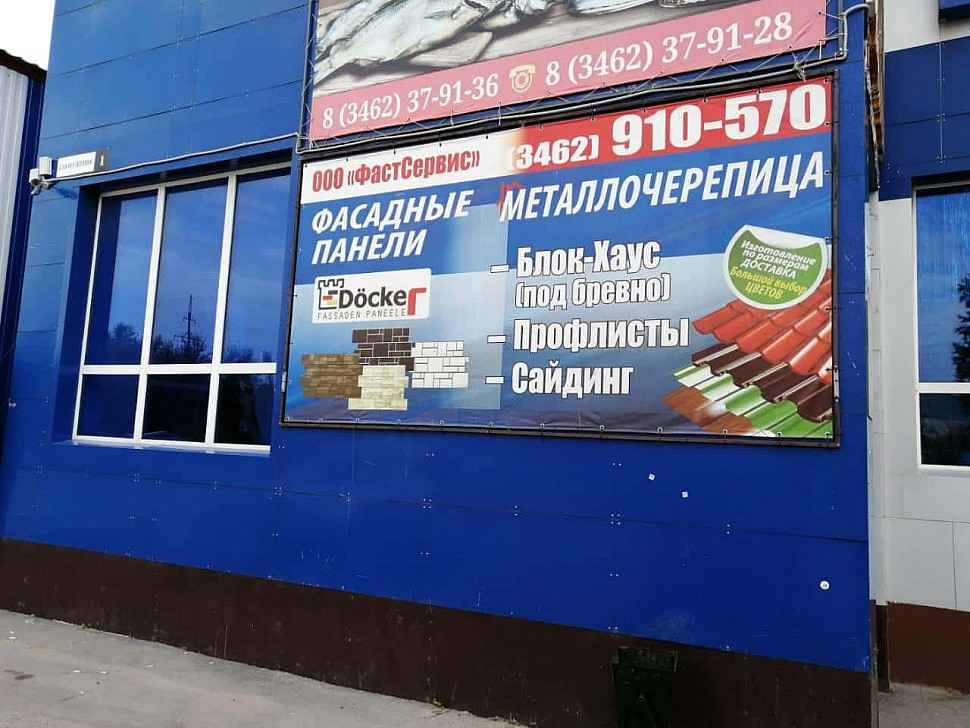 8 (3462) 37-91-36 8 (3462) 37-91-28
ООО «ФастСервис» (3462) 910-570
ФАСАДНЫЕ
ПАНЕЛИ
Döcker
FASSADEN PANEELE
МЕТАЛЛОЧЕРЕПИЦА
– Блок-Хаус
(под бревно)
– Профлисты
– Сайдинг
Изготовление
по размерам
ДОСТАВКА
Большой выбор
ЦВЕТОВ
1